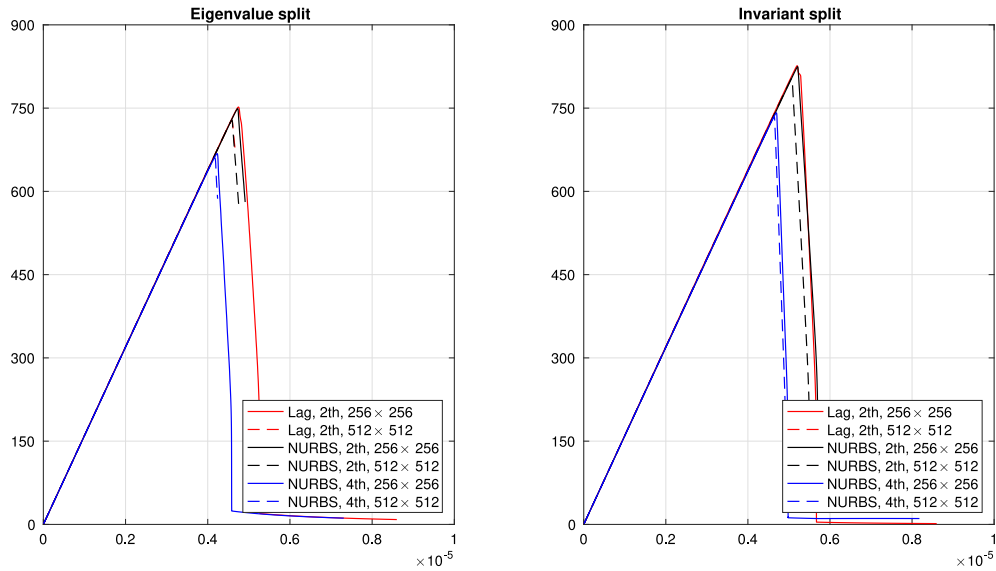 Eigenvalue split
900
750
600
450
300
150
0
0
0.2
0.4
0.6
0.8
1
×10⁻⁵
Lag, 2th, 256× 256
Lag, 2th, 512× 512
NURBS, 2th, 256× 256
NURBS, 2th, 512× 512
NURBS, 4th, 256× 256
NURBS, 4th, 512× 512
Invariant split
900
750
600
450
300
150
0
0
0.2
0.4
0.6
0.8
1
×10⁻⁵
Lag, 2th, 256× 256
Lag, 2th, 512× 512
NURBS, 2th, 256× 256
NURBS, 2th, 512× 512
NURBS, 4th, 256× 256
NURBS, 4th, 512× 512